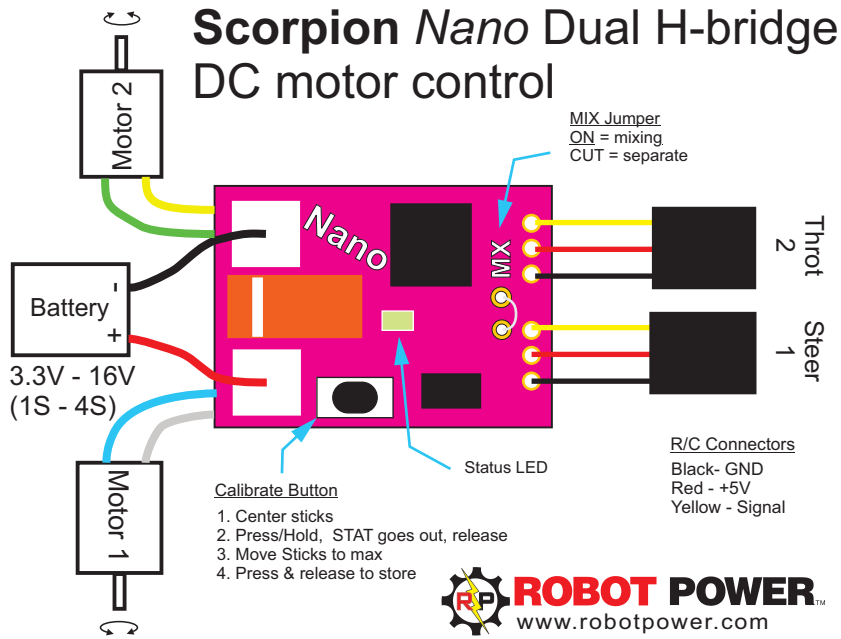 Scorpion Nano Dual H-bridge
DC motor control
Motor 2
MIX Jumper
ON = mixing
CUT = separate
Nano
MX
Throt
2
Battery
-
+
3.3V - 16V
(1S - 4S)
Steer
1
Motor 1
Status LED
Calibrate Button
1. Center sticks
2. Press/Hold, STAT goes out, release
3. Move Sticks to max
4. Press & release to store
R/C Connectors
Black- GND
Red - +5V
Yellow - Signal
RP
ROBOT POWER™
www.robotpower.com